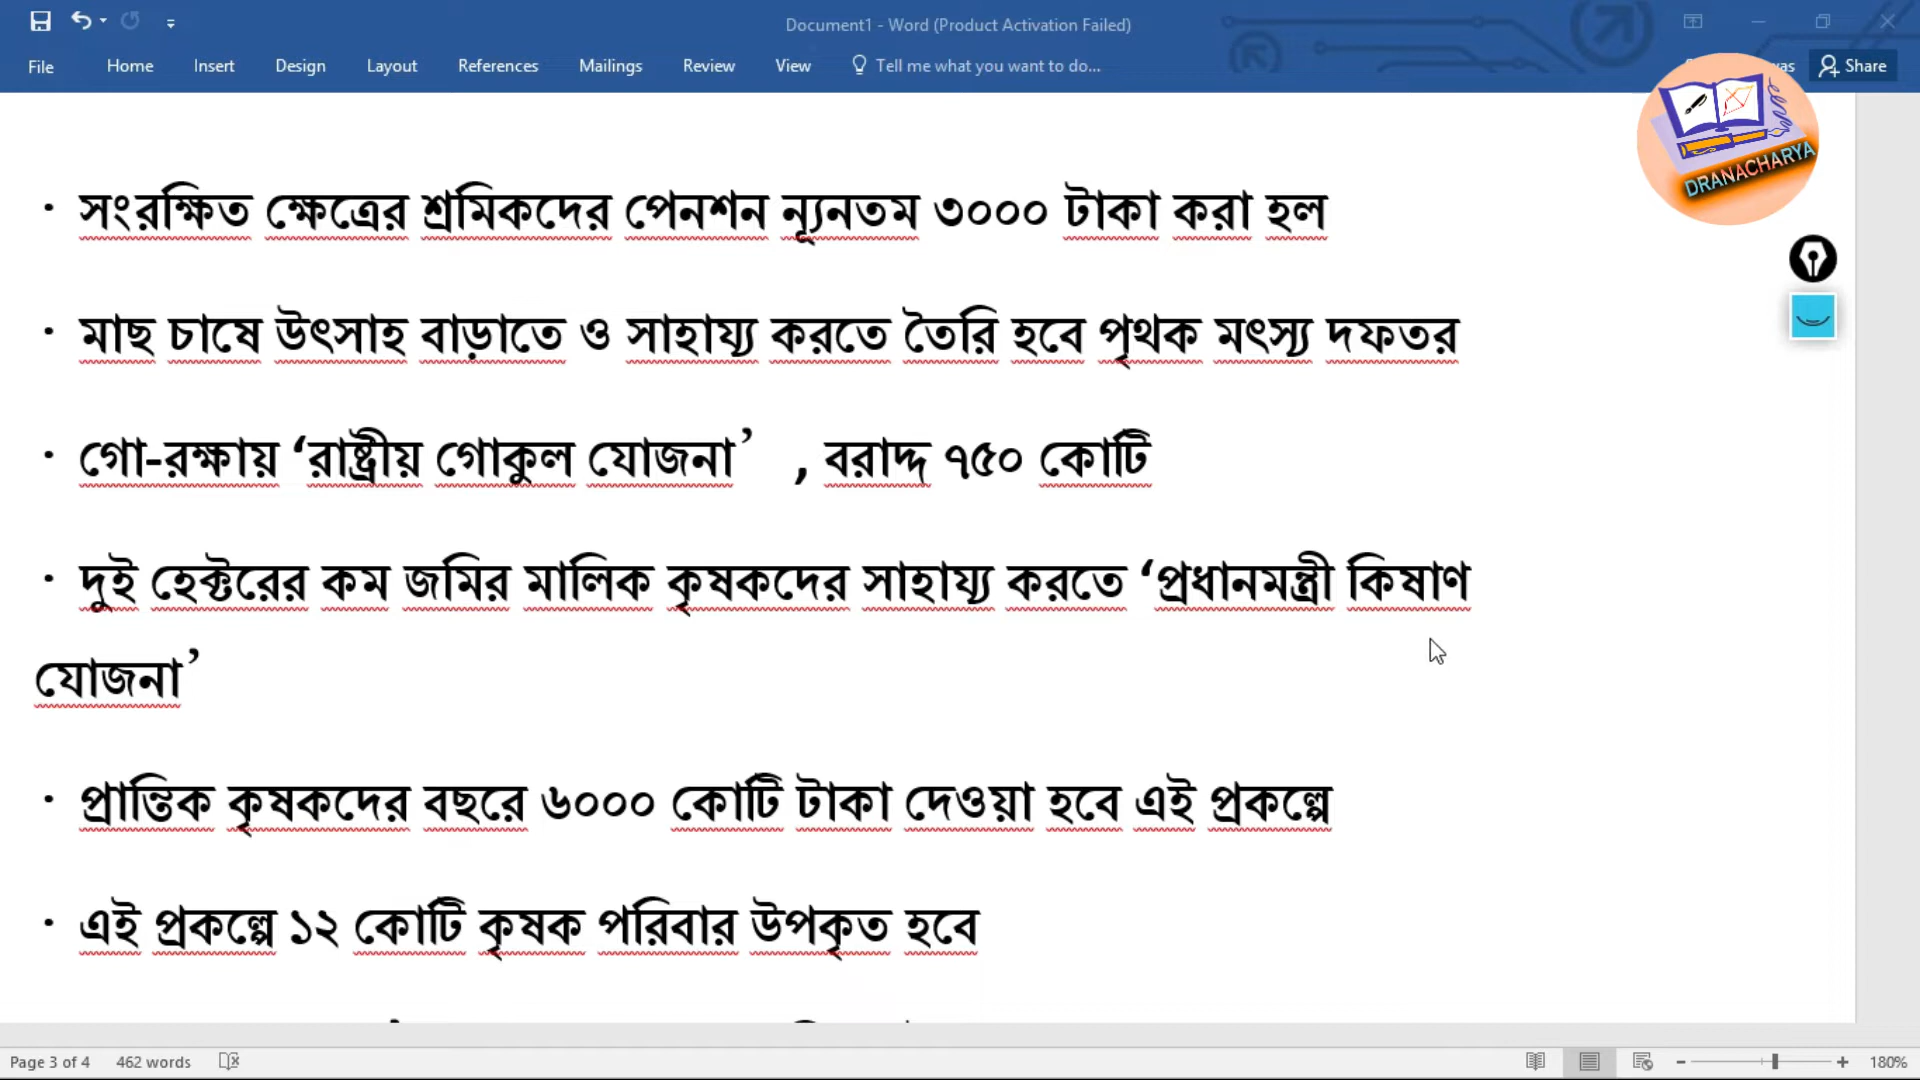 Document1 - Word (Product Activation Failed)
File Home Insert Design Layout References Mailings Review View Tell me what you want to do... Share
DRANACHARYA
· সংরক্ষিত ক্ষেত্রের শ্রমিকদের পেনশন ন্যূনতম ৩০০০ টাকা করা হল
· মাছ চাষে উৎসাহ বাড়াতে ও সাহায্য করতে তৈরি হবে পৃথক মৎস্য দফতর
· গো-রক্ষায় ‘রাষ্ট্রীয় গোকুল যোজনা’ , বরাদ্দ ৭৫০ কোটি
· দুই হেক্টরের কম জমির মালিক কৃষকদের সাহায্য করতে ‘প্রধানমন্ত্রী কিষাণ
যোজনা’
· প্রান্তিক কৃষকদের বছরে ৬০০০ কোটি টাকা দেওয়া হবে এই প্রকল্পে
· এই প্রকল্পে ১২ কোটি কৃষক পরিবার উপকৃত হবে
Page 3 of 4 462 words 180%